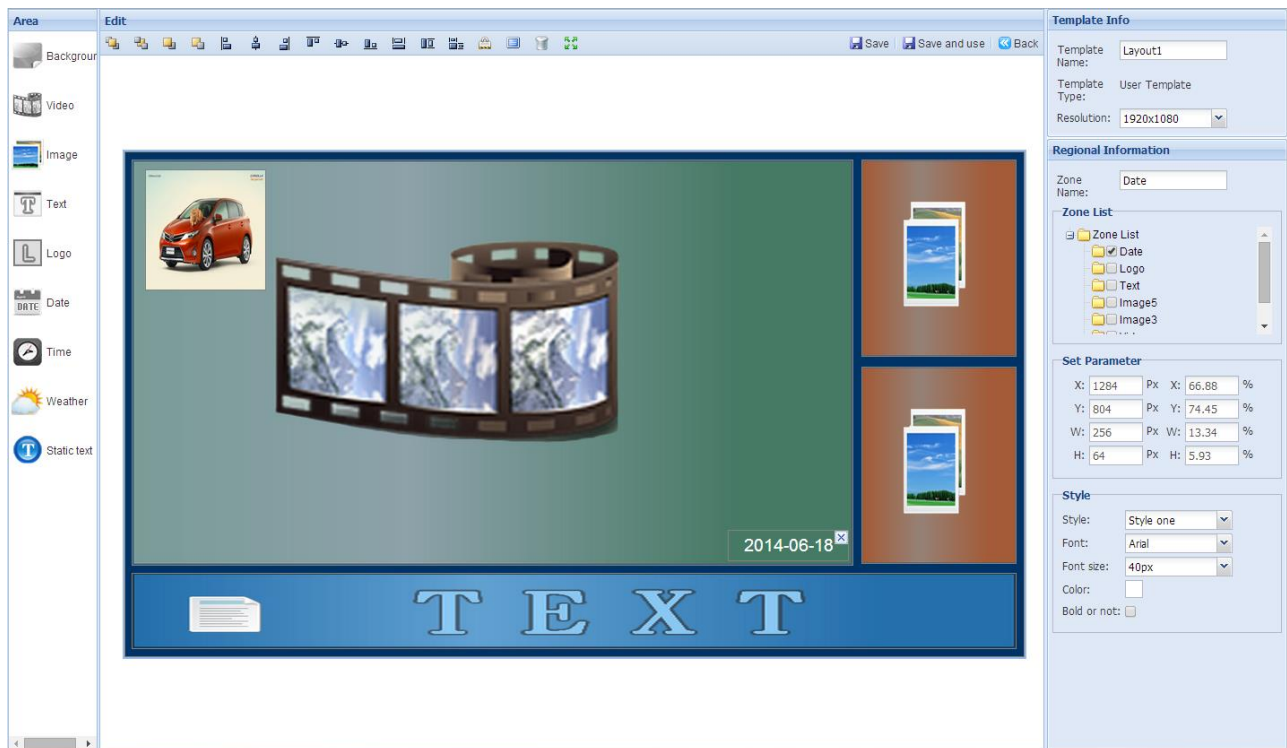 Area
Backgrour
Video
Image
T Text
L Logo
DATE Date
Time
Weather
T Static text
Edit
Save
Save and use
Back
2014-06-18
TEXT
Template Info
Template Name: Layout1
Template Type: User Template
Resolution: 1920x1080
Regional Information
Zone Name: Date
Zone List
Zone List
Date
Logo
Text
Image5
Image3
Set Parameter
X: 1284 Px X: 66.88 %
Y: 804 Px Y: 74.45 %
W: 256 Px W: 13.34 %
H: 64 Px H: 5.93 %
Style
Style: Style one
Font: Arial
Font size: 40px
Color:
Bold or not: